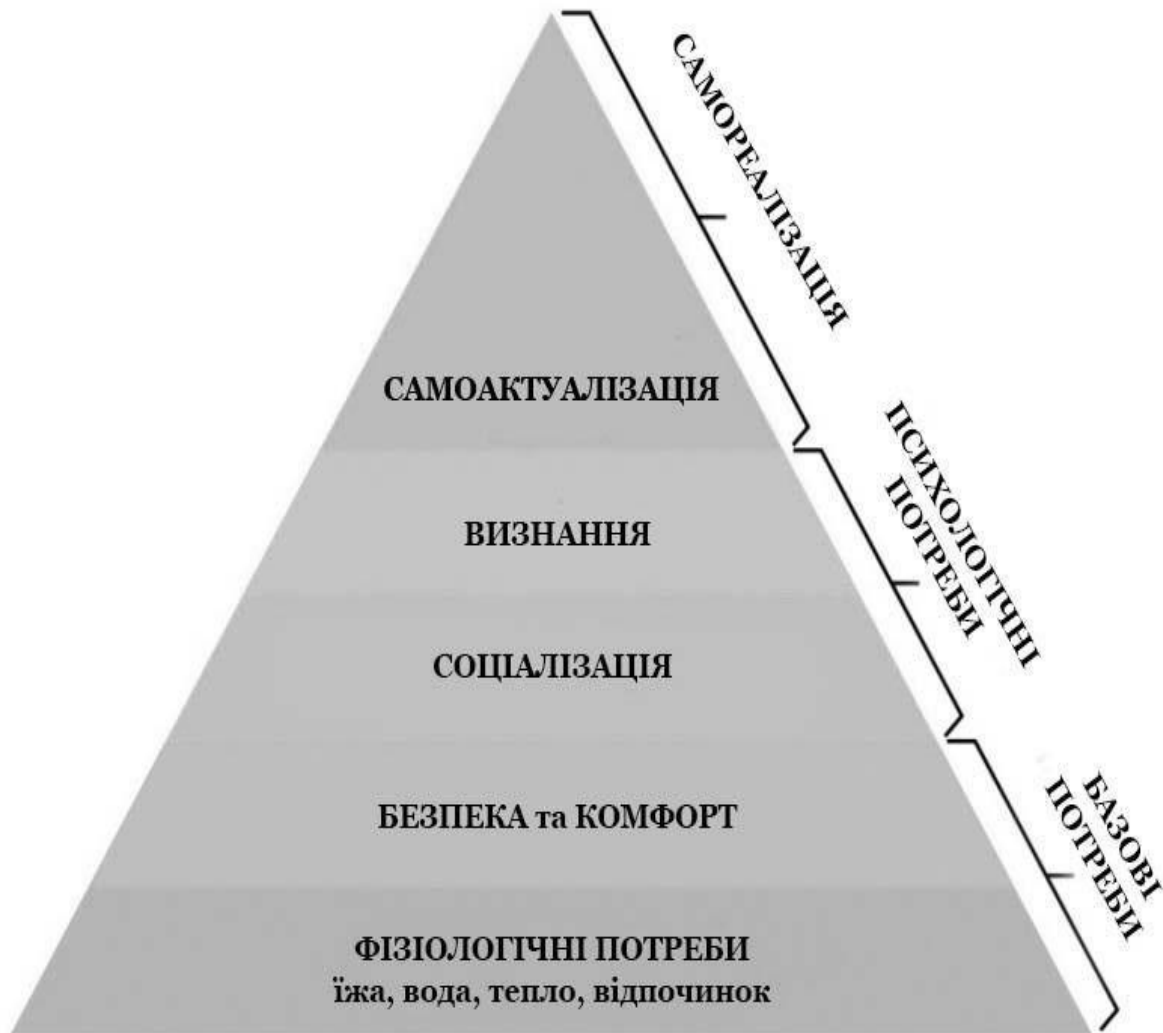 САМОРЕАЛІЗАЦІЯ
САМОАКТУАЛІЗАЦІЯ
ПСИХОЛОГІЧНІ
ПОТРЕБИ
ВИЗНАННЯ
СОЦІАЛІЗАЦІЯ
БЕЗПЕКА та КОМФОРТ
БАЗОВІ
ПОТРЕБИ
ФІЗІОЛОГІЧНІ ПОТРЕБИ
їжа, вода, тепло, відпочинок